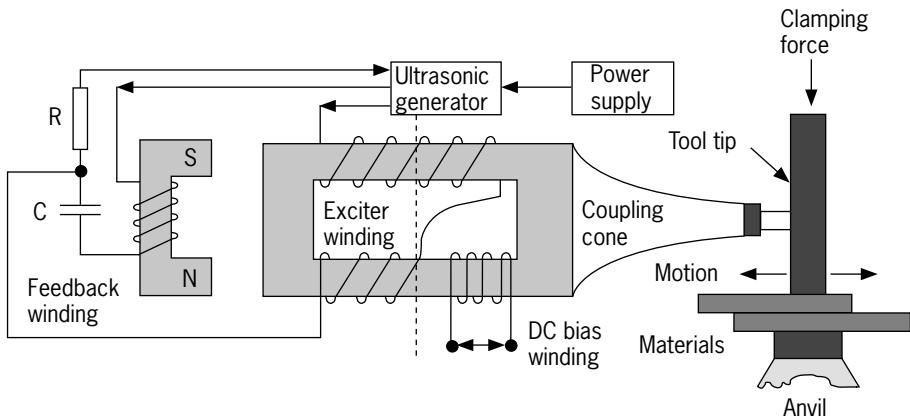 Clamping
force
Ultrasonic
generator
Power
supply
R
S
Tool tip
C
Exciter
winding
Coupling
cone
N
Motion
Feedback
winding
DC bias
winding
Materials
Anvil